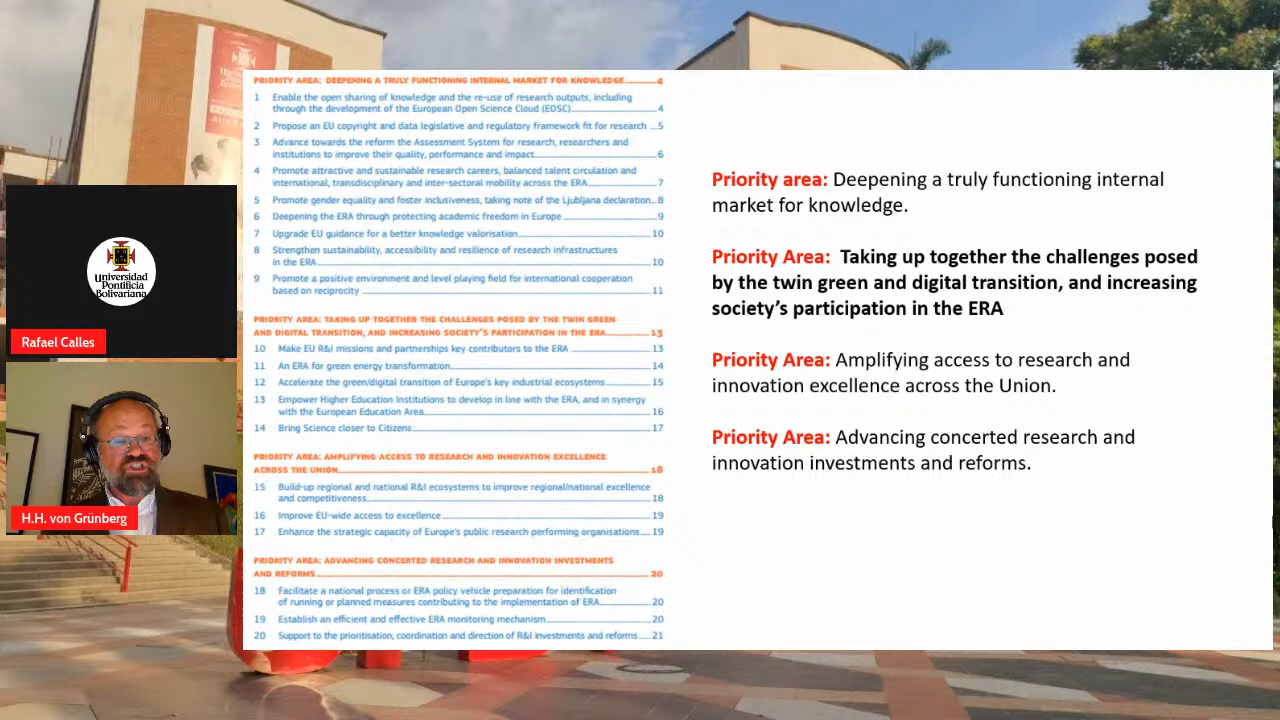 PRIORITY AREA: DEEPENING A TRULY FUNCTIONING INTERNAL MARKET FOR KNOWLEDGE..........4
1 Enable the open sharing of knowledge and the re-use of research outputs, including
through the development of the European Open Science Cloud (EOSC)..........4
2 Propose an EU copyright and data legislative and regulatory framework fit for research ...5
3 Advance towards the reform the Assessment System for research, researchers and
institutions to improve their quality, performance and impact..........6
4 Promote attractive and sustainable research careers, balanced talent circulation and
international, transdisciplinary and inter-sectoral mobility across the ERA..........7
5 Promote gender equality and foster inclusiveness, taking note of the Ljubljana declaration...8
6 Deepening the ERA through protecting academic freedom in Europe..........9
7 Upgrade EU guidance for a better knowledge valorisation..........10
8 Strengthen sustainability, accessibility and resilience of research infrastructures
in the ERA..........10
9 Promote a positive environment and level playing field for international cooperation
based on reciprocity..........11
PRIORITY AREA: TAKING UP TOGETHER THE CHALLENGES POSED BY THE TWIN GREEN
AND DIGITAL TRANSITION, AND INCREASING SOCIETY'S PARTICIPATION IN THE ERA..........13
10 Make EU R&I missions and partnerships key contributors to the ERA..........13
11 An ERA for green energy transformation..........14
12 Accelerate the green/digital transition of Europe's key industrial ecosystems..........15
13 Empower Higher Education Institutions to develop in line with the ERA, and in synergy
with the European Education Area..........16
14 Bring Science closer to Citizens..........17
PRIORITY AREA: AMPLIFYING ACCESS TO RESEARCH AND INNOVATION EXCELLENCE
ACROSS THE UNION..........18
15 Build-up regional and national R&I ecosystems to improve regional/national excellence
and competitiveness..........18
16 Improve EU-wide access to excellence..........19
17 Enhance the strategic capacity of Europe's public research performing organisations....19
PRIORITY AREA: ADVANCING CONCERTED RESEARCH AND INNOVATION INVESTMENTS
AND REFORMS..........20
18 Facilitate a national process or ERA policy vehicle preparation for identification
of running or planned measures contributing to the implementation of ERA..........20
19 Establish an efficient and effective ERA monitoring mechanism..........20
20 Support to the prioritisation, coordination and direction of R&I investments and reforms....21
Priority area: Deepening a truly functioning internal
market for knowledge.
Priority Area: Taking up together the challenges posed
by the twin green and digital transition, and increasing
society's participation in the ERA
Priority Area: Amplifying access to research and
innovation excellence across the Union.
Priority Area: Advancing concerted research and
innovation investments and reforms.
Universidad
Pontificia
Bolivariana
Rafael Calles
H.H. von Grünberg